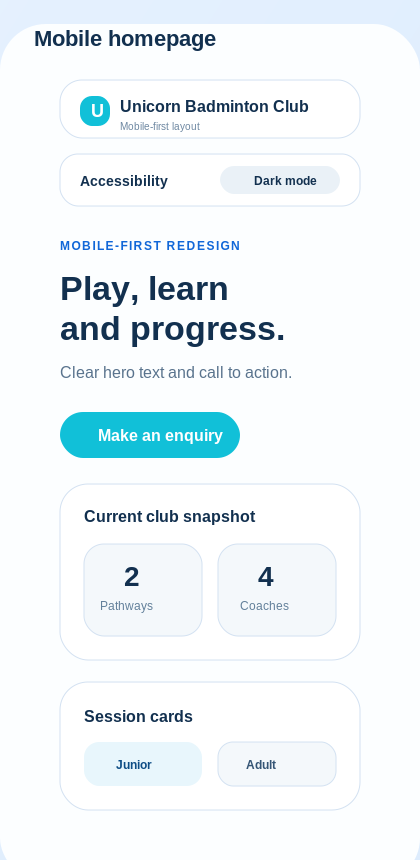 Mobile homepage
U
Unicorn Badminton Club
Mobile-first layout
Accessibility
Dark mode
MOBILE-FIRST REDESIGN
Play, learn
and progress.
Clear hero text and call to action.
Make an enquiry
Current club snapshot
2
Pathways
4
Coaches
Session cards
Junior
Adult